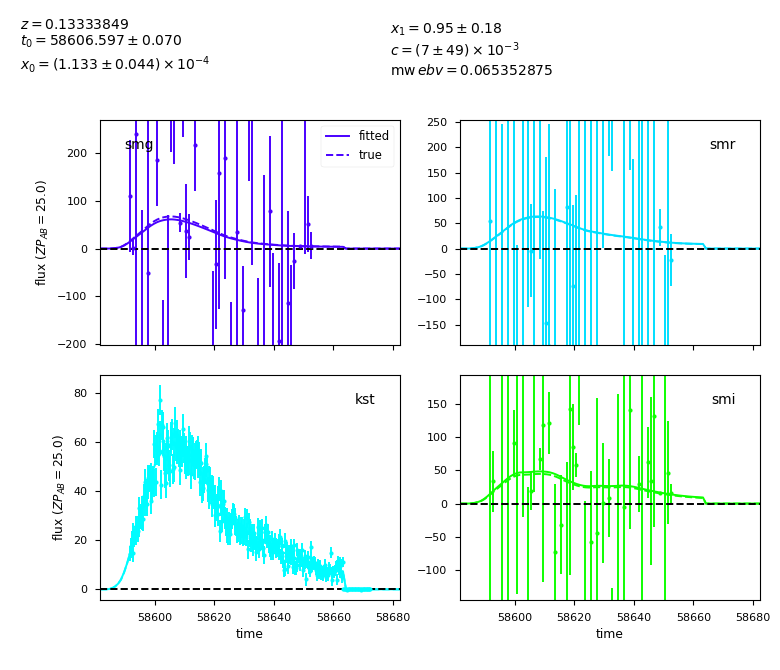 z = 0.13333849
t₀ = 58606.597 ± 0.070
x₀ = (1.133 ± 0.044) × 10⁻⁴
x₁ = 0.95 ± 0.18
c = (7 ± 49) × 10⁻³
mw ebv = 0.065352875
smg
fitted
true
flux (ZP_AB = 25.0)
200
100
0
−100
−200
smr
250
200
150
100
50
0
−50
−100
−150
kst
flux (ZP_AB = 25.0)
80
60
40
20
0
58600 58620 58640 58660 58680
time
smi
150
100
50
0
−50
−100
58600 58620 58640 58660 58680
time